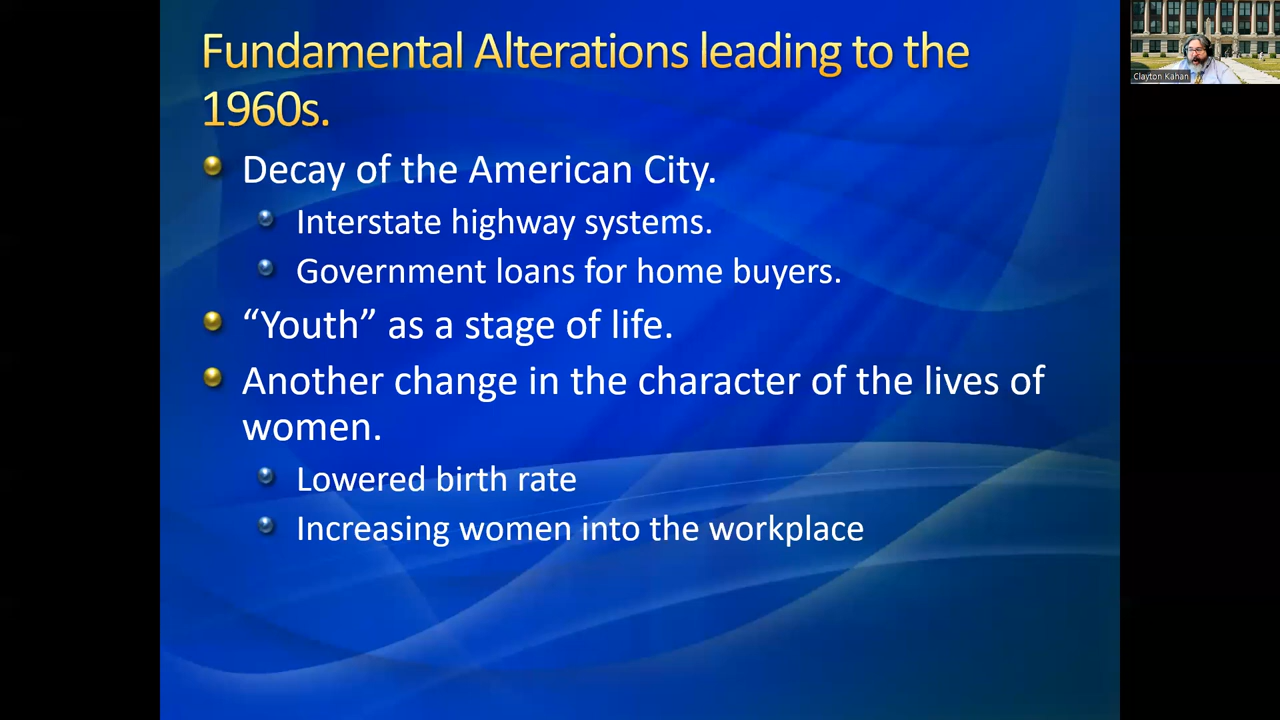 Fundamental Alterations leading to the
1960s.
Decay of the American City.
Interstate highway systems.
Government loans for home buyers.
“Youth” as a stage of life.
Another change in the character of the lives of
women.
Lowered birth rate
Increasing women into the workplace
Clayton Kahan